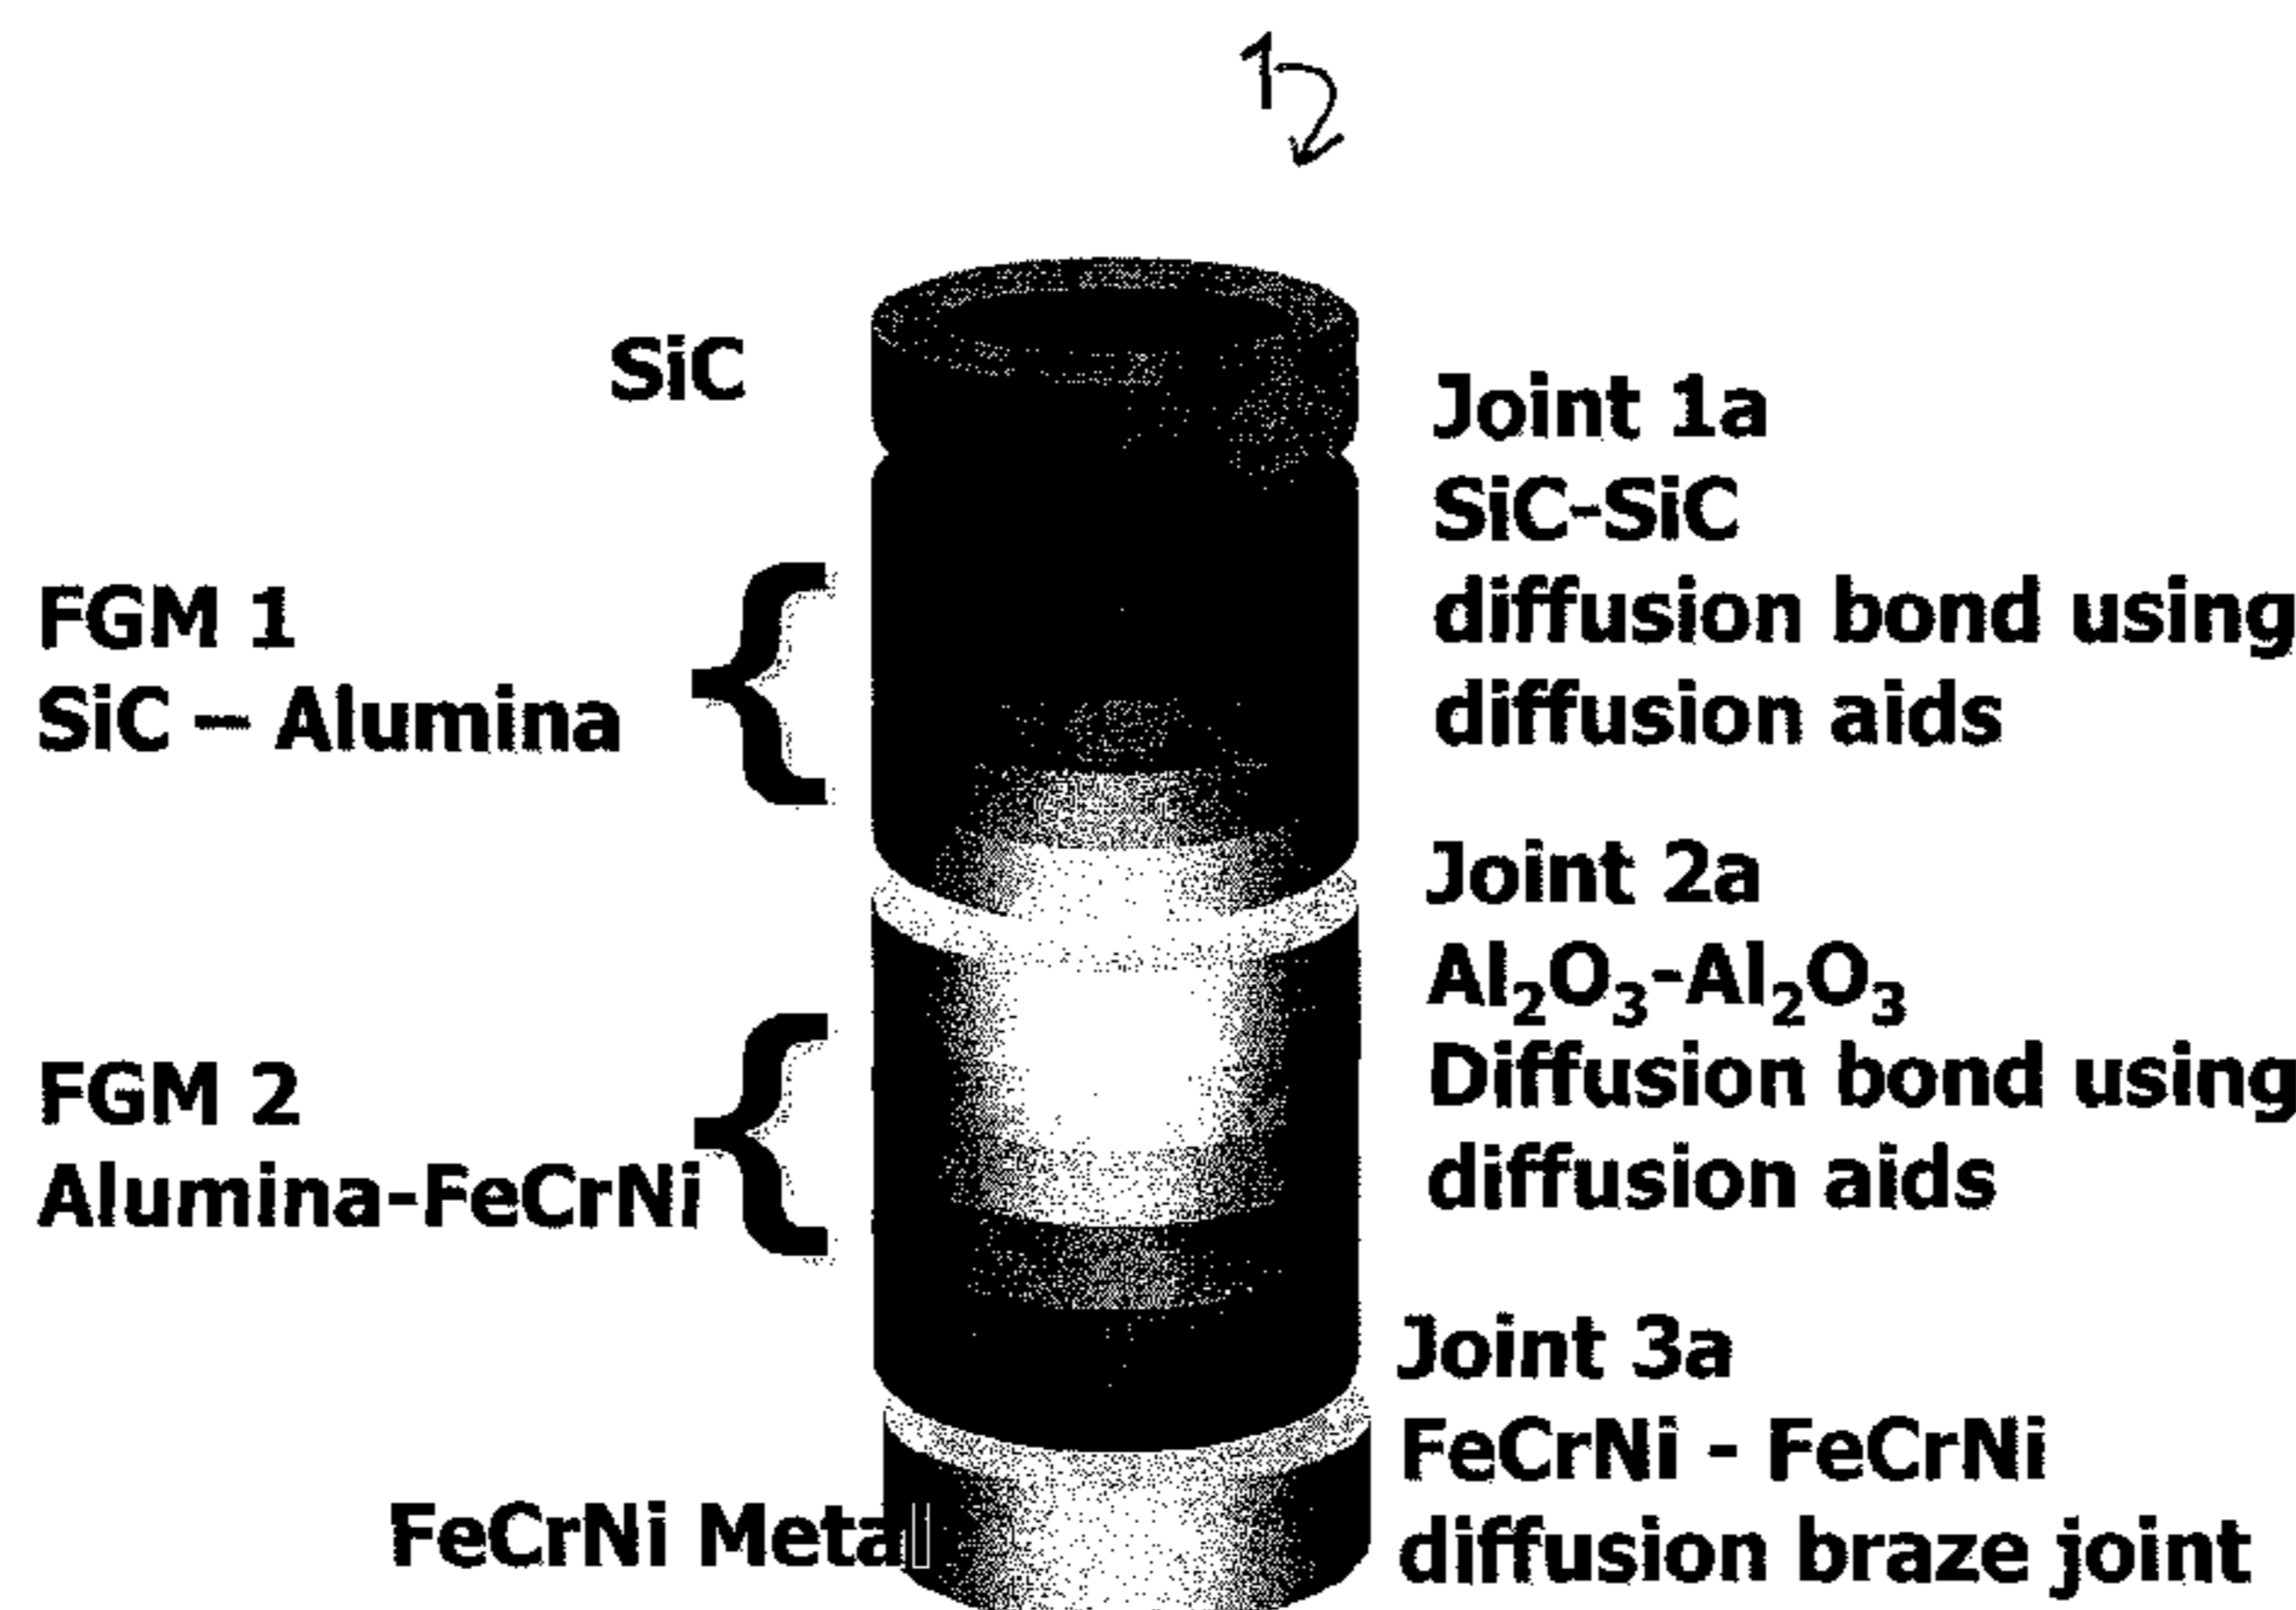 1
SiC
Joint 1a
SiC-SiC
diffusion bond using
diffusion aids
FGM 1
SiC – Alumina
Joint 2a
Al₂O₃-Al₂O₃
Diffusion bond using
diffusion aids
FGM 2
Alumina-FeCrNi
Joint 3a
FeCrNi - FeCrNi
diffusion braze joint
FeCrNi Metal